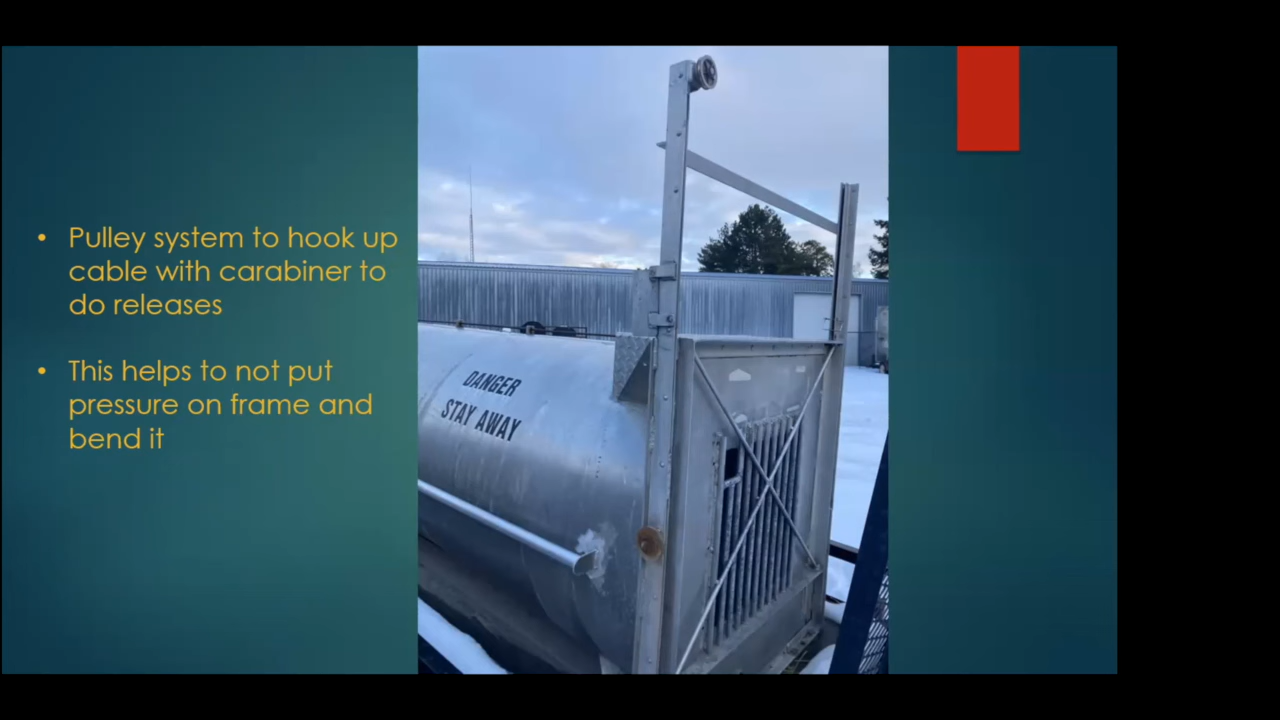 • Pulley system to hook up
cable with carabiner to
do releases
• This helps to not put
pressure on frame and
bend it
DANGER
STAY AWAY